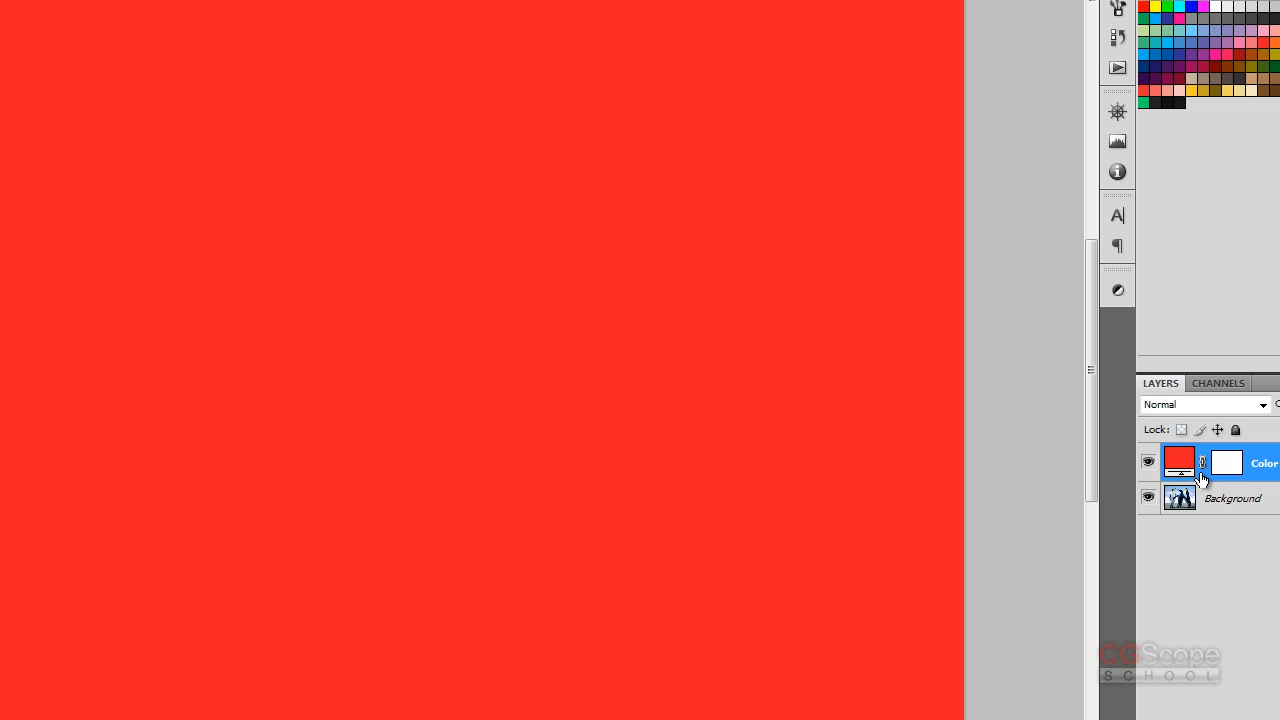 A
¶
LAYERS CHANNELS
Normal
Lock:
Color
Background
CGScope
SCHOOL